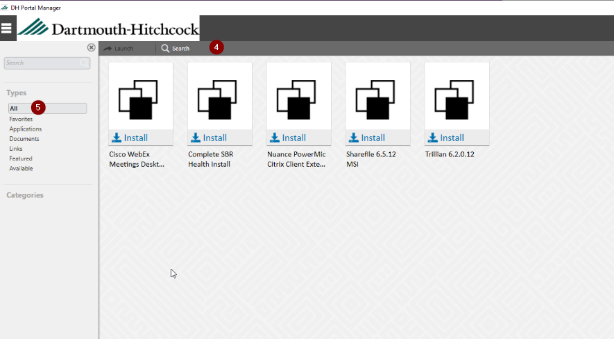 DH Portal Manager
Dartmouth-Hitchcock
Launch
Search
4
Search
Types
All
5
Favorites
Applications
Documents
Links
Featured
Available
Categories
Install
Install
Install
Install
Install
Cisco WebEx
Meetings Deskt...
Complete SBR
Health Install
Nuance PowerMic
Citrix Client Exte...
Sharefile 6.5.12
MSI
Trillian 6.2.0.12